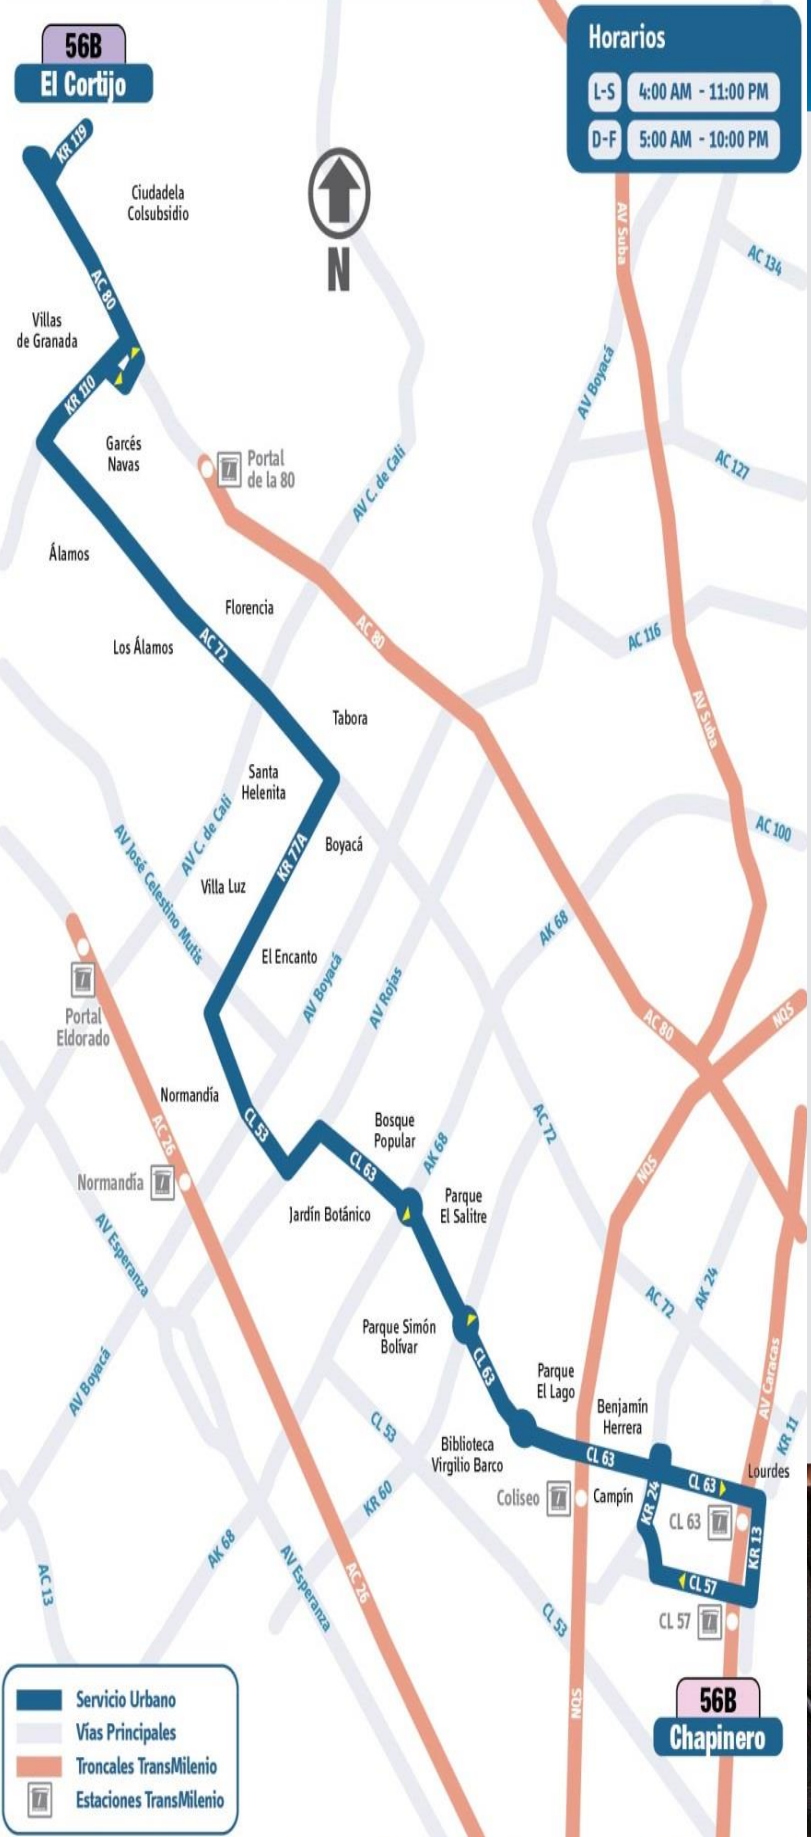 56B
El Cortijo
Horarios
L-S 4:00 AM - 11:00 PM
D-F 5:00 AM - 10:00 PM
KR 119
Ciudadela
Colsubsidio
N
AV Suba
AC 134
AC 80
Villas
de Granada
AV Boyacá
KR 110
Garcés
Navas
Portal
de la 80
AV C. de Cali
AC 127
Álamos
Florencia
Los Álamos
AC 72
AC 80
AC 116
Tabora
AV Suba
Santa
Helenita
AV C. de Cali
KR 77A
Boyacá
AC 100
AV José Celestino Mutis
Villa Luz
AK 68
El Encanto
AV Boyacá
AV Rojas
Portal
Eldorado
AC 80
NQS
Normandía
CL 53
AC 26
Bosque
Popular
AC 72
CL 63
AK 68
NQS
Normandía
Jardín Botánico
Parque
El Salitre
AV Esperanza
AK 24
AC 72
Parque Simón
Bolívar
CL 63
AV Boyacá
Parque
El Lago
AV Caracas
Benjamín
Herrera
KR 11
CL 53
Biblioteca
Virgilio Barco
CL 63
Lourdes
CL 63
Coliseo
Campín
KR 24
KR 60
CL 63
KR 13
AK 68
AV Esperanza
AC 26
AC 13
CL 57
CL 53
CL 57
NQS
56B
Chapinero
Servicio Urbano
Vías Principales
Troncales TransMilenio
Estaciones TransMilenio